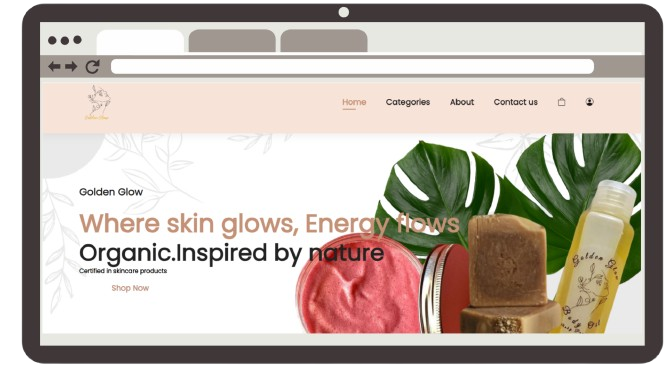 Golden Glow
Home Categories About Contact us
Golden Glow
Where skin glows, Energy flows
Organic.Inspired by nature
Certified in skincare products
Shop Now
Golden Glow
Body
Oil